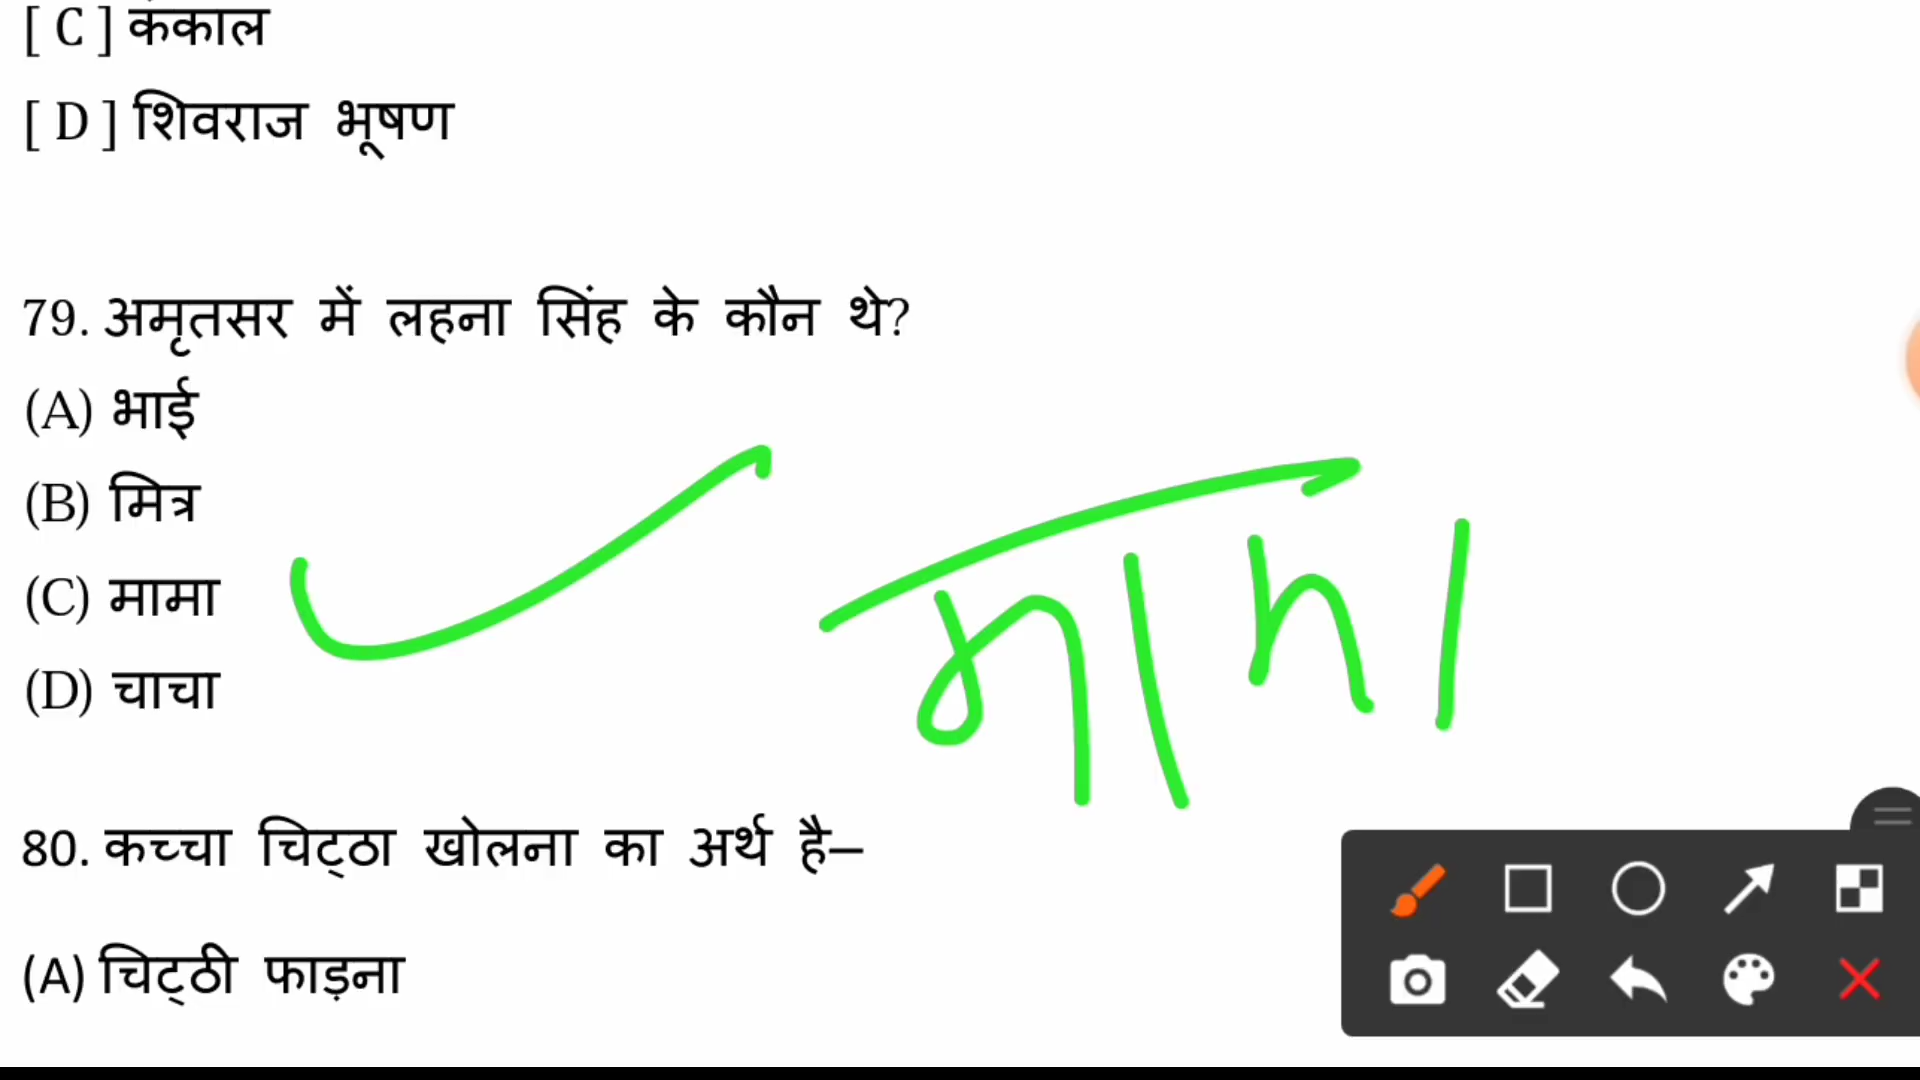 [ C ] कंकाल
[ D ] शिवराज भूषण
79. अमृतसर में लहना सिंह के कौन थे?
(A) भाई
(B) मित्र
(C) मामा
(D) चाचा
मामा
80. कच्चा चिट्ठा खोलना का अर्थ है–
(A) चिट्ठी फाड़ना